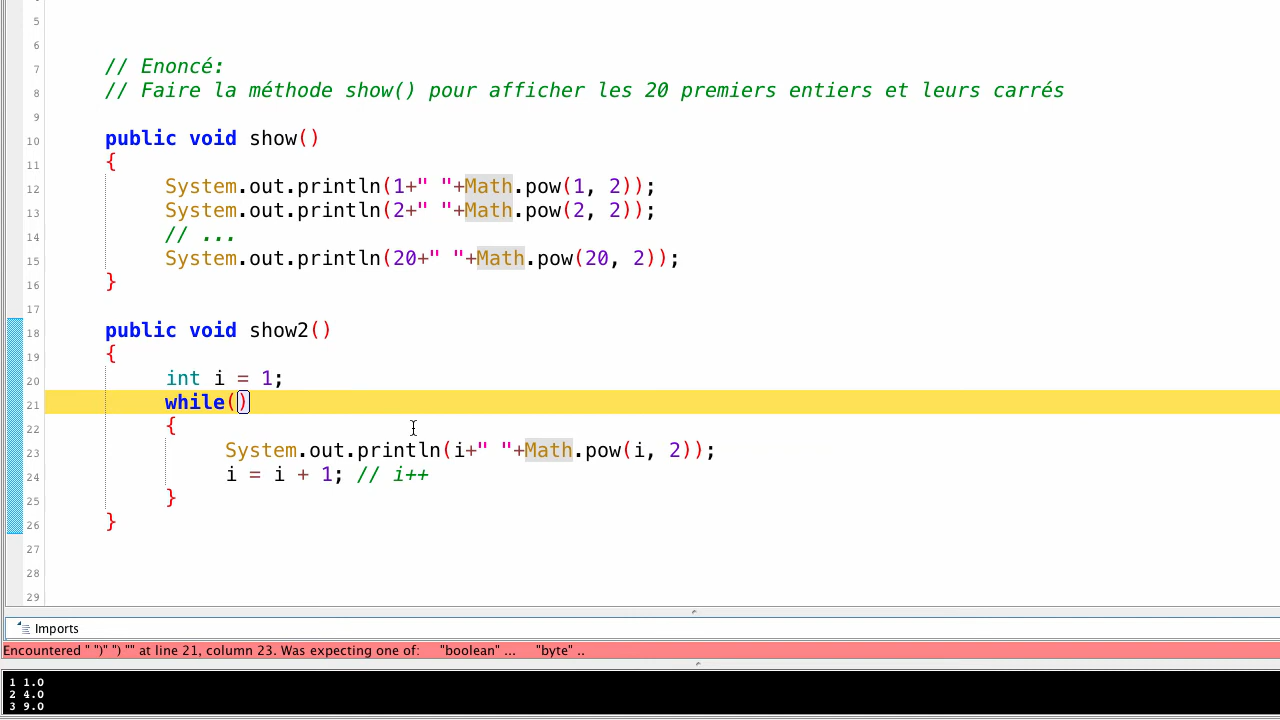 5
6
7 // Enoncé:
8 // Faire la méthode show() pour afficher les 20 premiers entiers et leurs carrés
9
10 public void show()
11 {
12 System.out.println(1+" "+Math.pow(1, 2));
13 System.out.println(2+" "+Math.pow(2, 2));
14 // ...
15 System.out.println(20+" "+Math.pow(20, 2));
16 }
17
18 public void show2()
19 {
20 int i = 1;
21 while()
22 {
23 System.out.println(i+" "+Math.pow(i, 2));
24 i = i + 1; // i++
25 }
26 }
27
28
29
Imports
Encountered " ")" ") "" at line 21, column 23. Was expecting one of: "boolean" ... "byte" ..
1 1.0
2 4.0
3 9.0